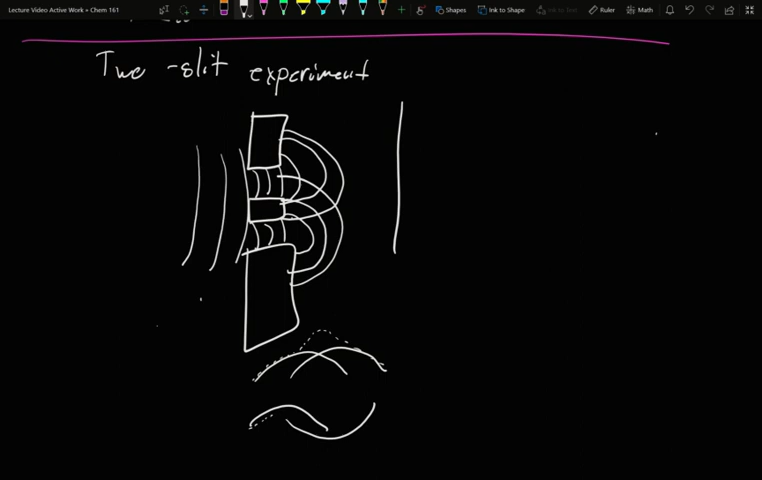 Lecture Video Active Work » Chem 161
Shapes Ink to Shape Ink to Text Ruler Math
Two-slit experiment